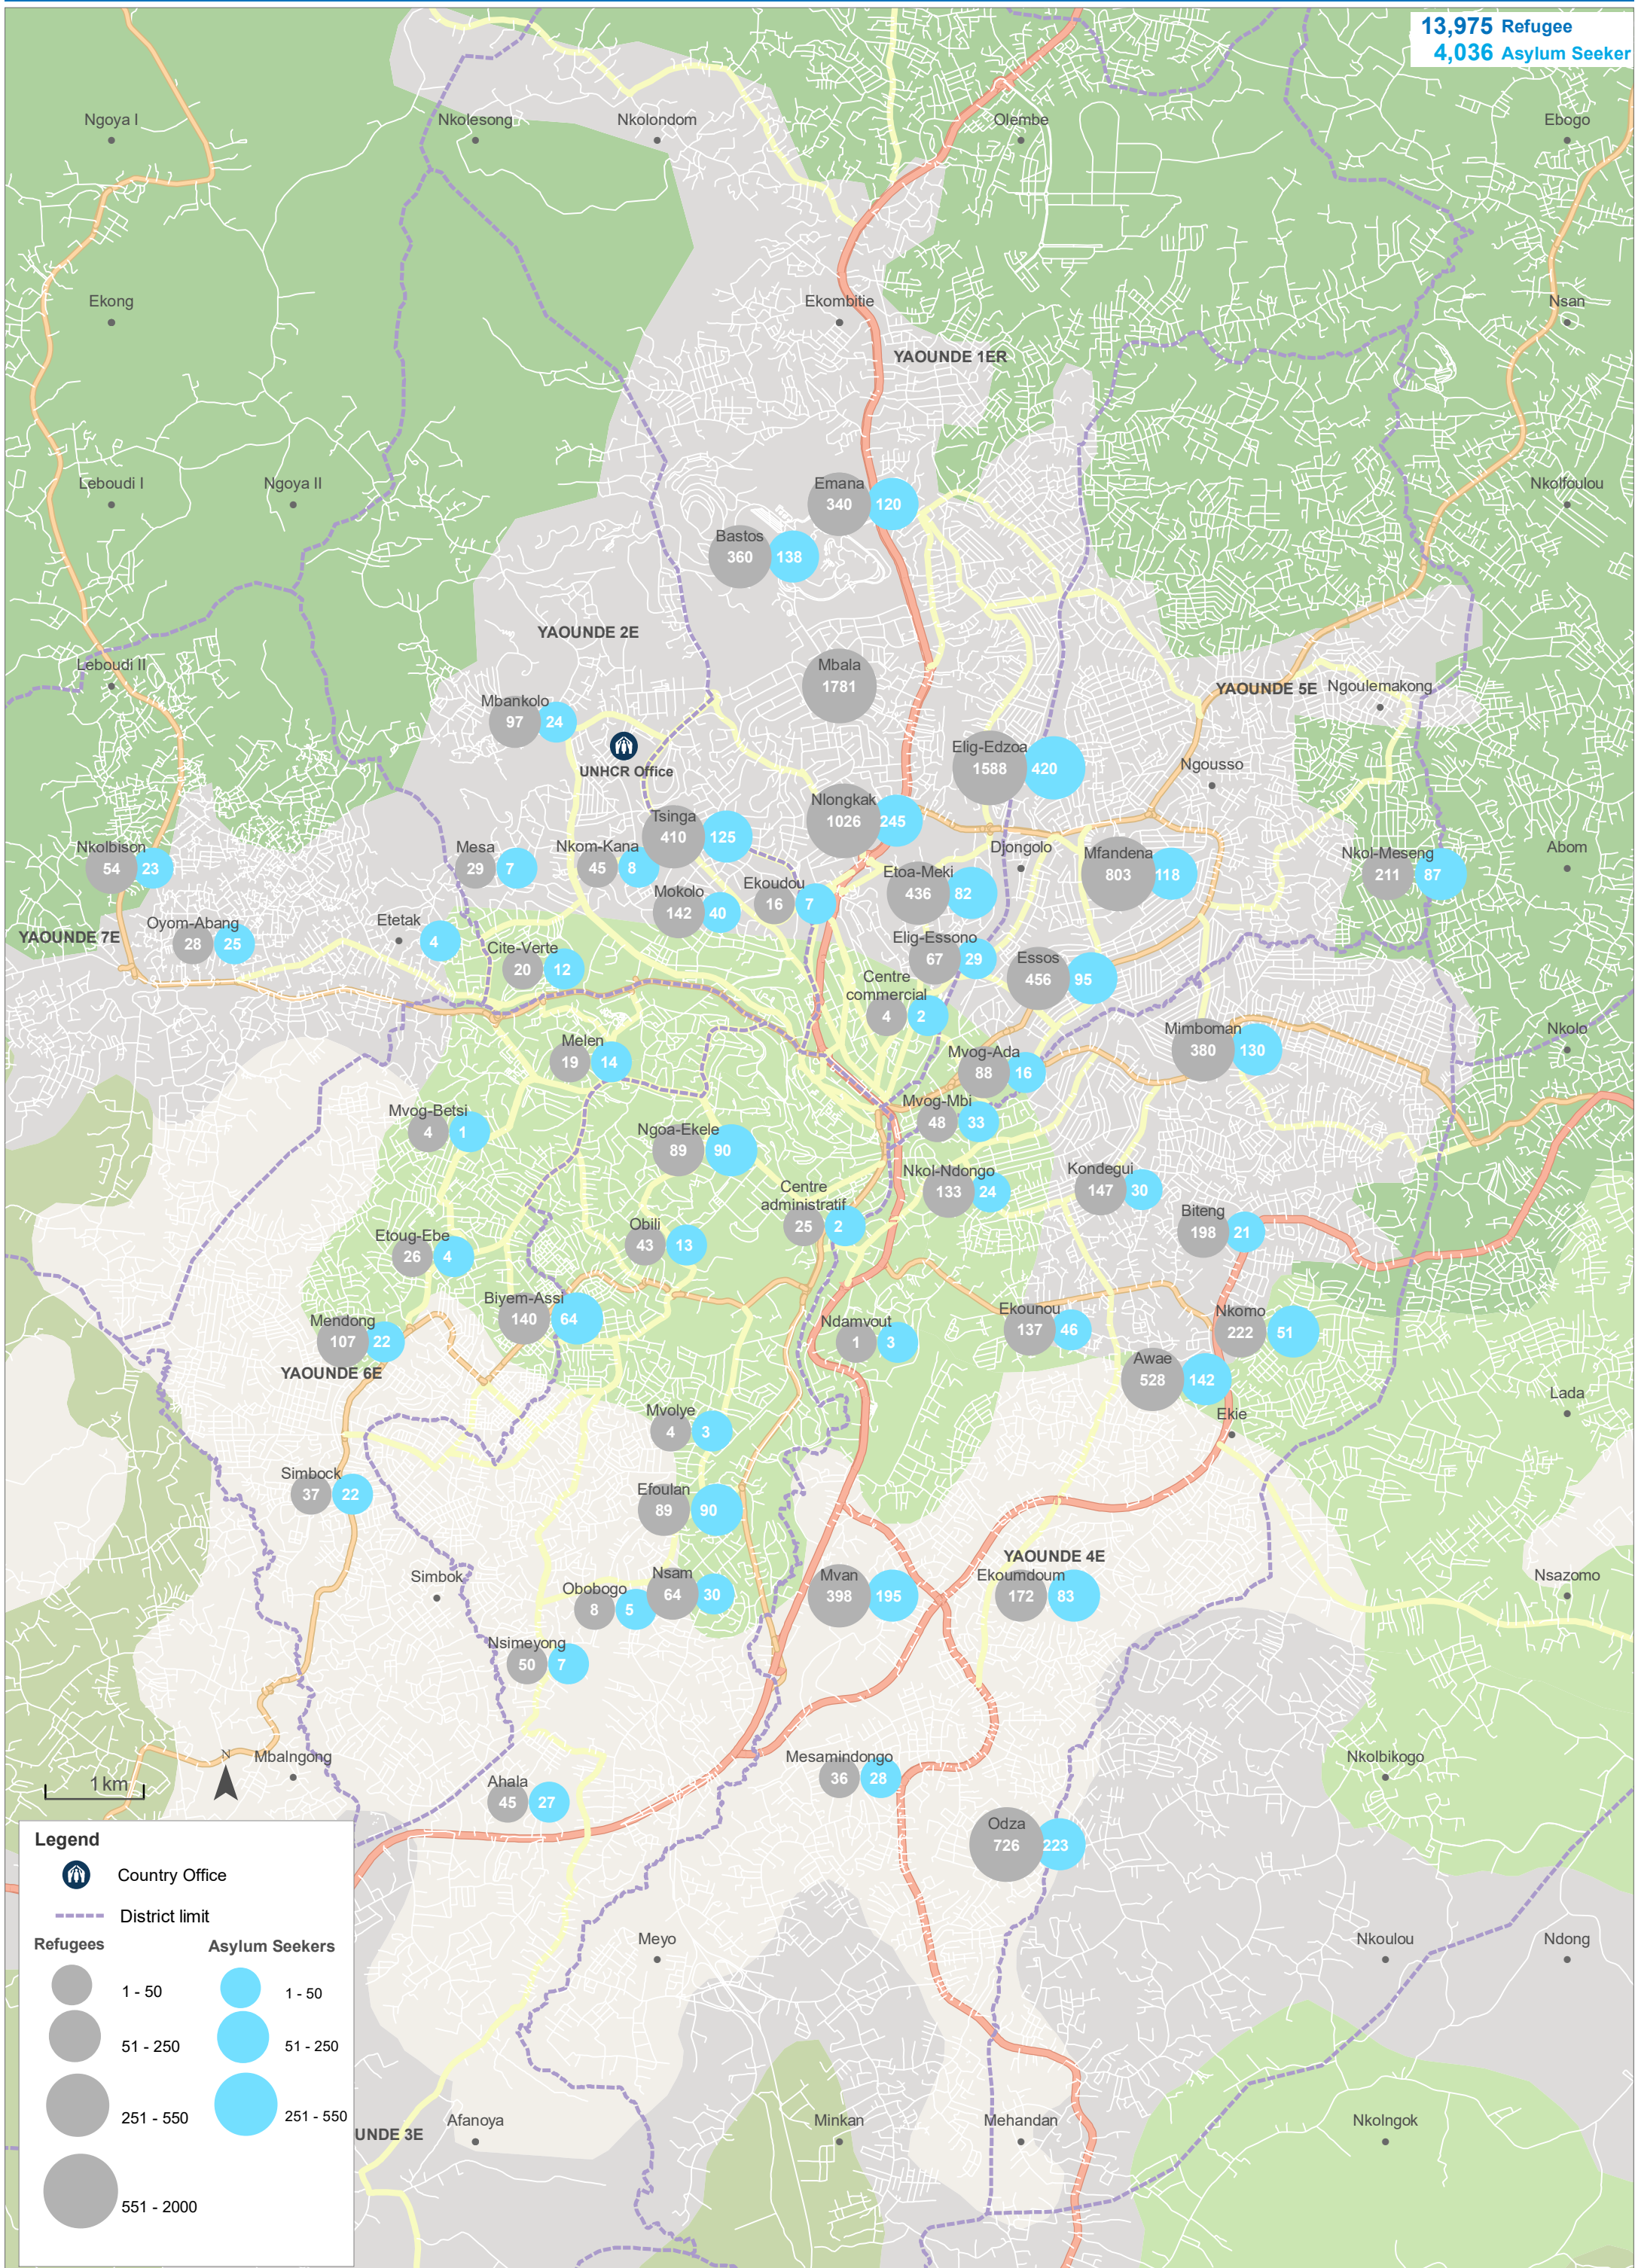 13,975 Refugee
4,036 Asylum Seeker
Ngoya I
Nkolesong
Nkolondom
Olembe
Ebogo
Ekong
Ekombitie
Nsan
YAOUNDE 1ER
Leboudi I
Ngoya II
Emana
340 120
Nkolfoulou
Bastos
360 138
YAOUNDE 2E
Leboudi II
Mbala
1781
YAOUNDE 5E
Ngoulemakong
Mbankolo
97 24
UNHCR Office
Elig-Edzoa
1588 420
Ngousso
Nlongkak
1026 245
Tsinga
410 125
Nkolbison
54 23
Mesa
29 7
Nkom-Kana
45 8
Djongolo
Mfandena
803 118
Nkol-Meseng
211 87
Abom
Etoa-Meki
436 82
Mokolo
142 40
Ekoudou
16 7
Oyom-Abang
28 25
Etetak
4
YAOUNDE 7E
Cite-Verte
20 12
Elig-Essono
67 29
Essos
456 95
Centre
commercial
4 2
Mimboman
380 130
Nkolo
Melen
19 14
Mvog-Ada
88 16
Mvog-Betsi
4 1
Mvog-Mbi
48 33
Ngoa-Ekele
89 90
Nkol-Ndongo
133 24
Kondegui
147 30
Centre
administratif
25 2
Biteng
198 21
Etoug-Ebe
26 4
Obili
43 13
Biyem-Assi
140 64
Mendong
107 22
Ndamvout
1 3
Ekounou
137 46
Nkomo
222 51
YAOUNDE 6E
Awae
528 142
Lada
Ekie
Mvolye
4 3
Simbock
37 22
Efoulan
89 90
YAOUNDE 4E
Simbok
Obobogo
8 5
Nsam
64 30
Mvan
398 195
Ekoumdoum
172 83
Nsazomo
Nsimeyong
50 7
N
Mbalngong
1 km
Mesamindongo
36 28
Nkolbikogo
Ahala
45 27
Odza
726 223
Legend
Country Office
District limit
Refugees Asylum Seekers
1 - 50 1 - 50
51 - 250 51 - 250
251 - 550 251 - 550
551 - 2000
Meyo
Nkoulou
Ndong
UNDE 3E
Afanoya
Minkan
Mehandan
Nkolngok